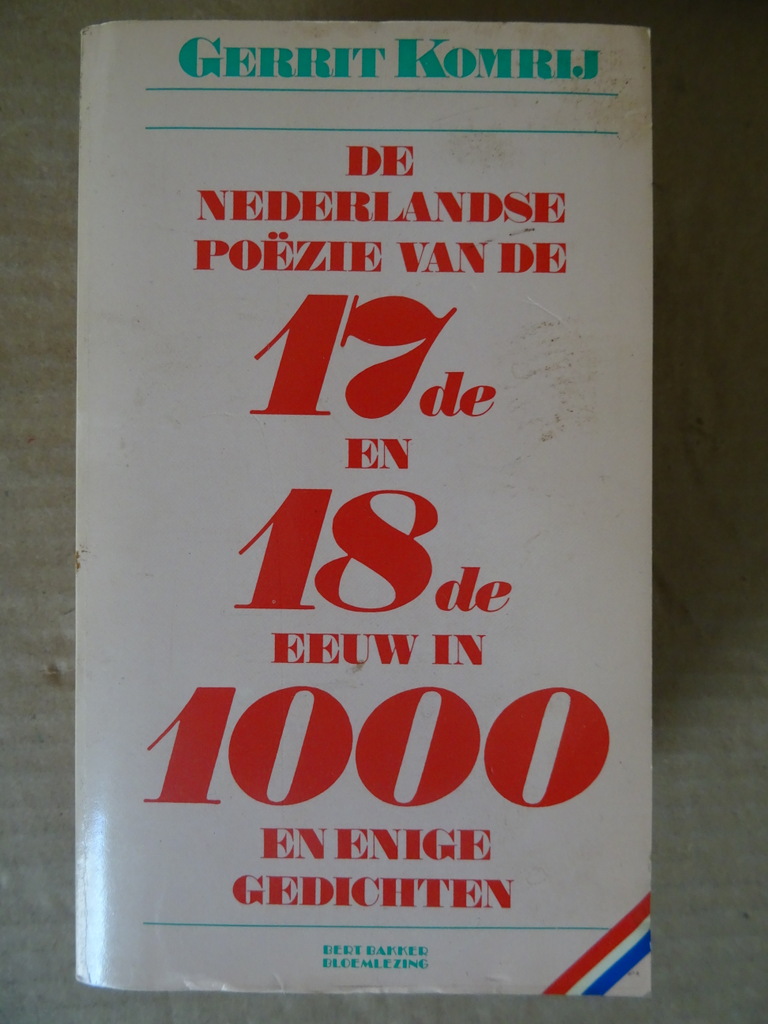 GERRIT KOMRIJ
DE
NEDERLANDSE
POËZIE VAN DE
17de
EN
18de
EEUW IN
1000
EN ENIGE
GEDICHTEN
BERT BAKKER
BLOEMLEZING